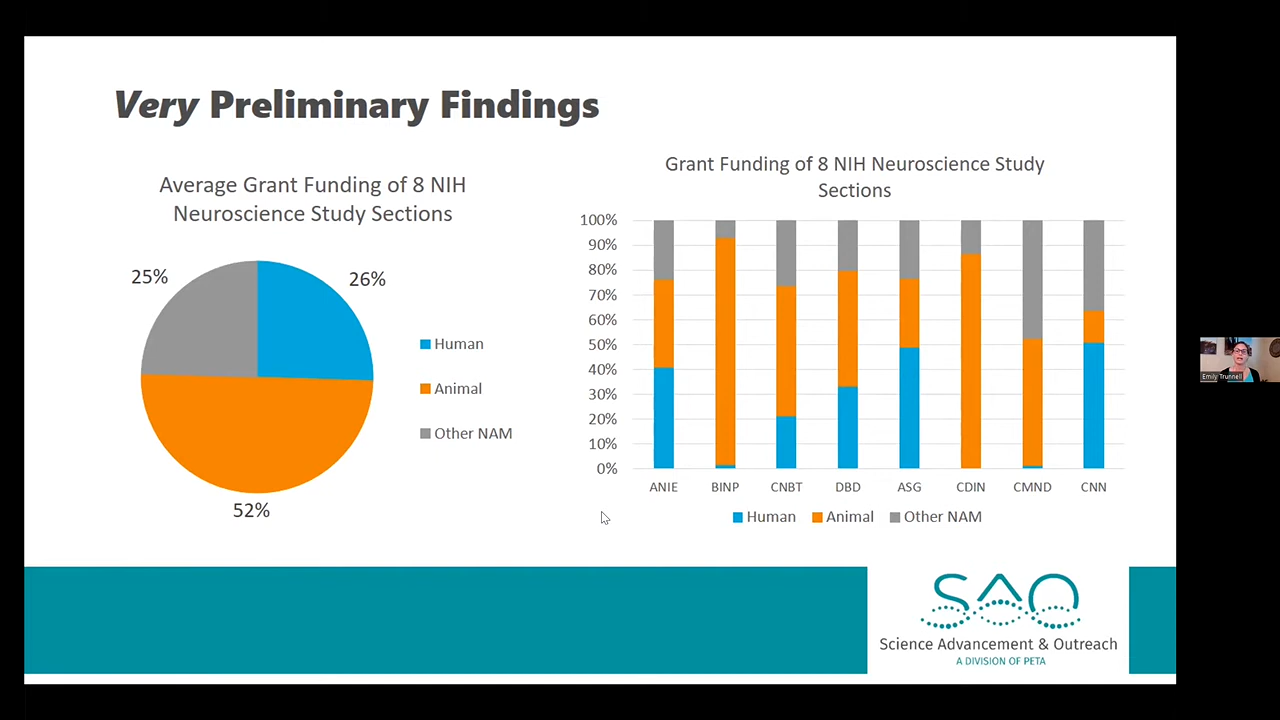 Very Preliminary Findings
Average Grant Funding of 8 NIH
Neuroscience Study Sections
25%
26%
52%
Human
Animal
Other NAM
Grant Funding of 8 NIH Neuroscience Study
Sections
100%
90%
80%
70%
60%
50%
40%
30%
20%
10%
0%
ANIE BINP CNBT DBD ASG CDIN CMND CNN
Human Animal Other NAM
Emily Trunnell
SAO
Science Advancement & Outreach
A DIVISION OF PETA